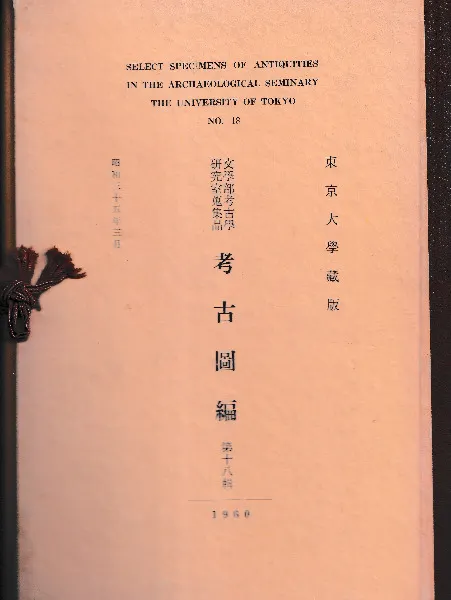 SELECT SPECIMENS OF ANTIQUITIES
IN THE ARCHAEOLOGICAL SEMINARY
THE UNIVERSITY OF TOKYO
NO. 18
東京大學藏版
文學部考古學
研究室蒐集品
考古圖編
第十八輯
昭和三十五年三月
1960